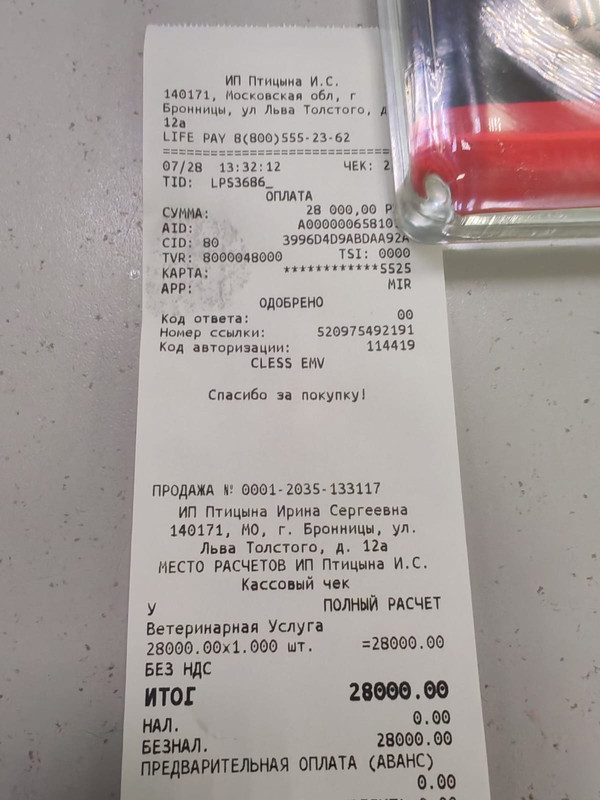 ИП Птицына И.С.
140171, Московская обл, г
Бронницы, ул Льва Толстого, д
12а
LIFE PAY 8(800)555-23-62
================================
07/28 13:32:12 ЧЕК: 2
TID: LPS3686_
ОПЛАТА
СУММА: 28 000,00 Р
AID: A00000065810
CID: 80 3996D4D9ABDAA92A
TVR: 8000048000 TSI: 0000
КАРТА: ************5525
APP: MIR
ОДОБРЕНО
Код ответа: 00
Номер ссылки: 520975492191
Код авторизации: 114419
CLESS EMV
Спасибо за покупку!
ПРОДАЖА № 0001-2035-133117
ИП Птицына Ирина Сергеевна
140171, МО, г. Бронницы, ул.
Льва Толстого, д. 12а
МЕСТО РАСЧЕТОВ ИП Птицына И.С.
Кассовый чек
У ПОЛНЫЙ РАСЧЕТ
Ветеринарная Услуга
28000.00х1.000 шт. =28000.00
БЕЗ НДС
ИТОГ 28000.00
НАЛ. 0.00
БЕЗНАЛ. 28000.00
ПРЕДВАРИТЕЛЬНАЯ ОПЛАТА (АВАНС)
0.00